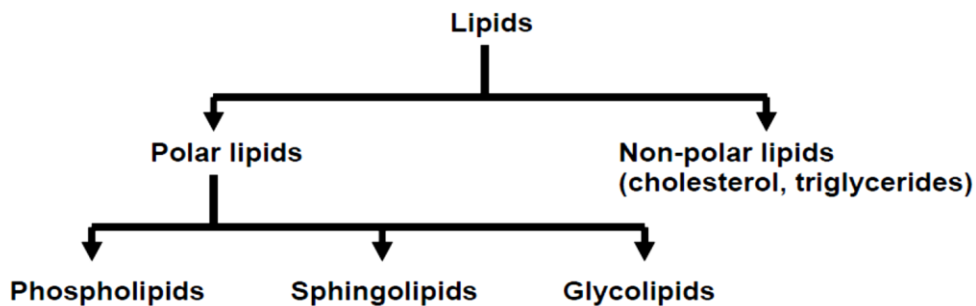 Lipids
Polar lipids
Non-polar lipids
(cholesterol, triglycerides)
Phospholipids
Sphingolipids
Glycolipids